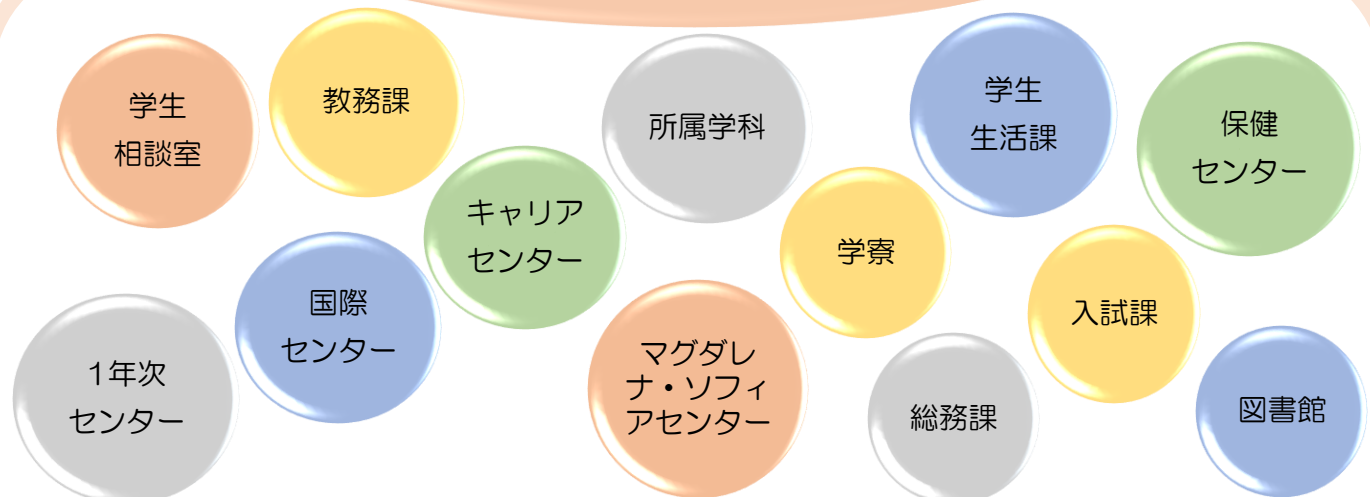 学生
相談室
教務課
所属学科
学生
生活課
保健
センター
キャリア
センター
学寮
国際
センター
入試課
1年次
センター
マグダレ
ナ・ソフィ
アセンター
総務課
図書館